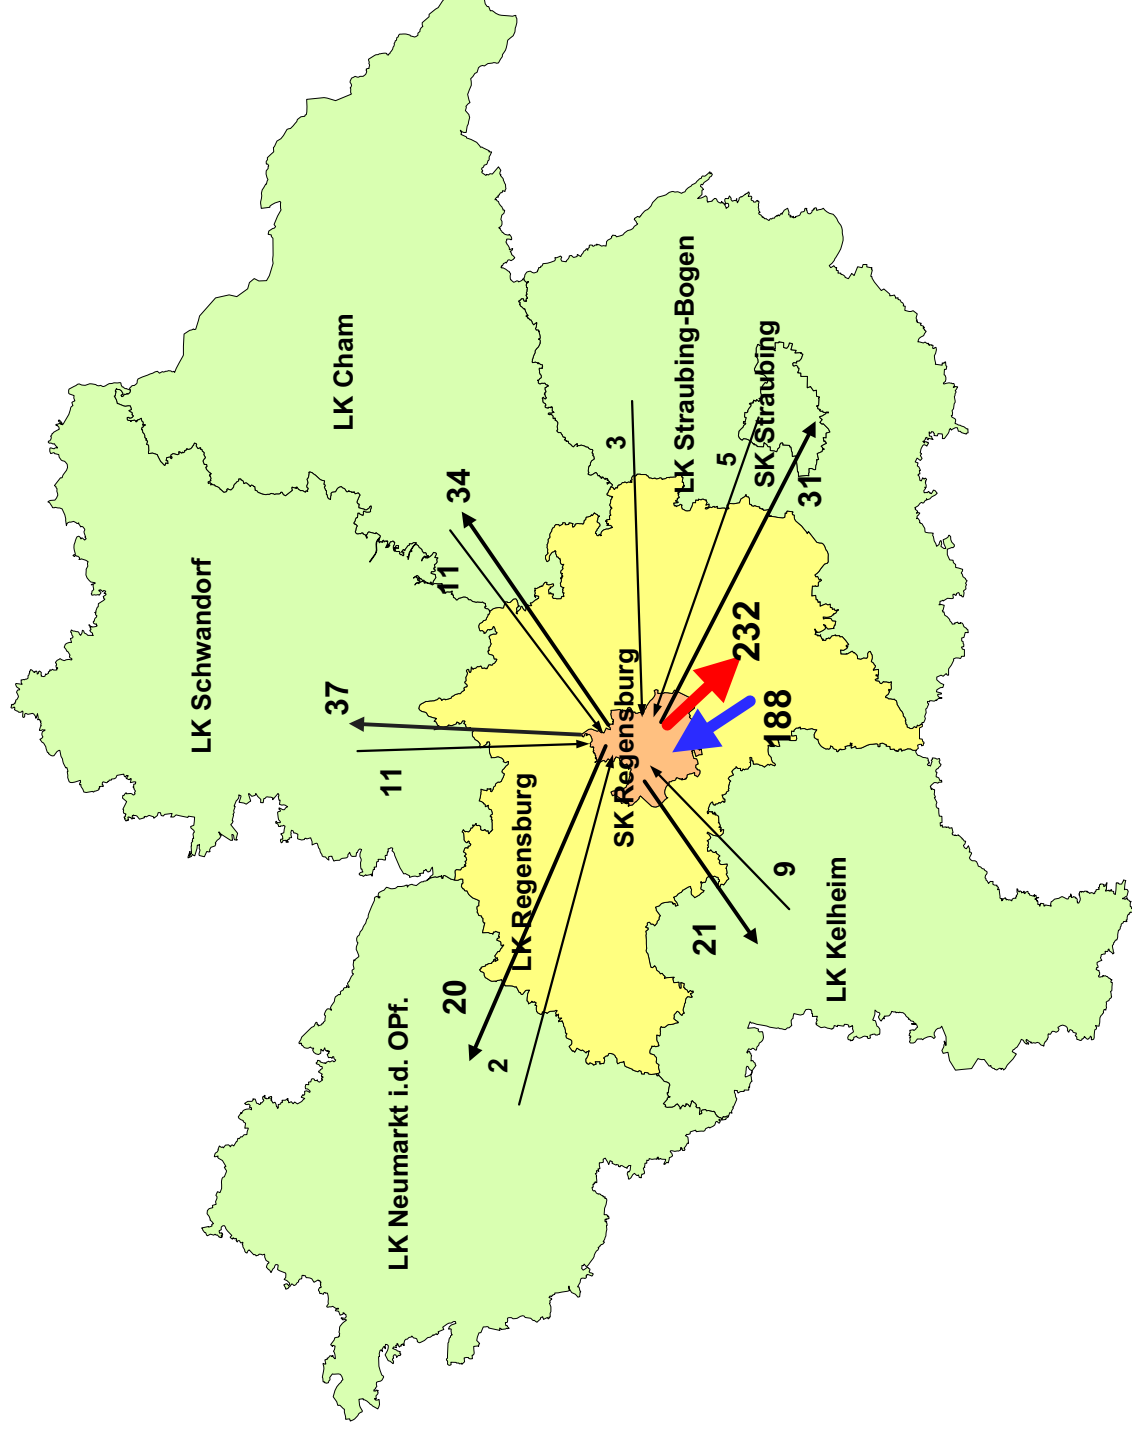 LK Schwandorf
LK Cham
37
11
34
11
LK Neumarkt i.d. OPf.
20
2
LK Regensburg
SK Regensburg
3
LK Straubing-Bogen
5
SK Straubing
31
232
188
21
9
LK Kelheim